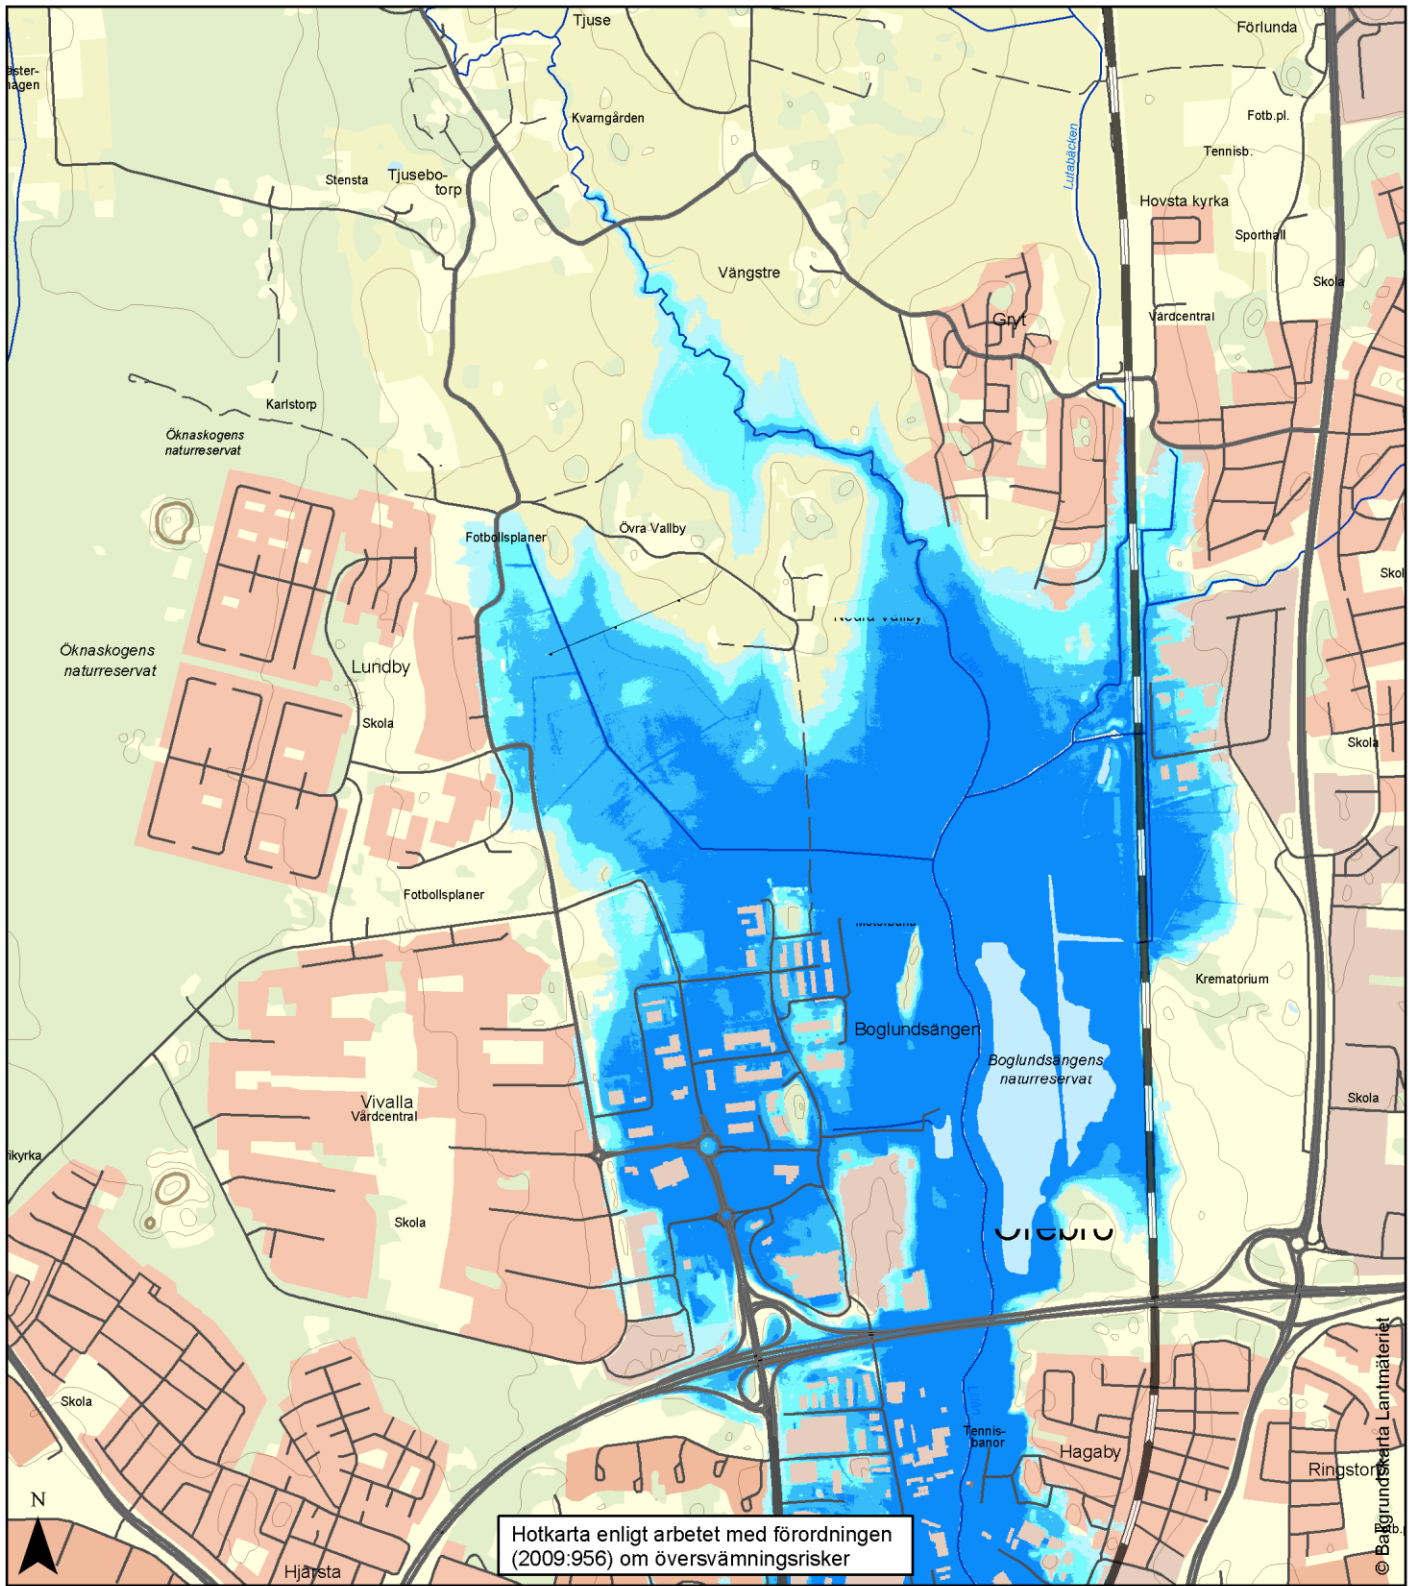 Tjuse
Förlunda
Kvarngården
Lutabäcken
Fotb.pl.
Tennisb.
Stensta
Tjusebo-
torp
Hovsta kyrka
Sporthall
Vängstre
Skola
Gryt
Vårdcentral
Karlstorp
Öknaskogens
naturreservat
Övra Vallby
Fotbollsplaner
Öknaskogens
naturreservat
Lundby
Skola
Skola
Fotbollsplaner
Krematorium
Boglundsängen
Boglundsängens
naturreservat
Vivalla
Vårdcentral
Skola
Skola
Skola
Tennis-
banor
Hagaby
Hjärsta
N
Hotkarta enligt arbetet med förordningen
(2009:956) om översvämningsrisker
© Bakgrundskarta Lantmäteriet